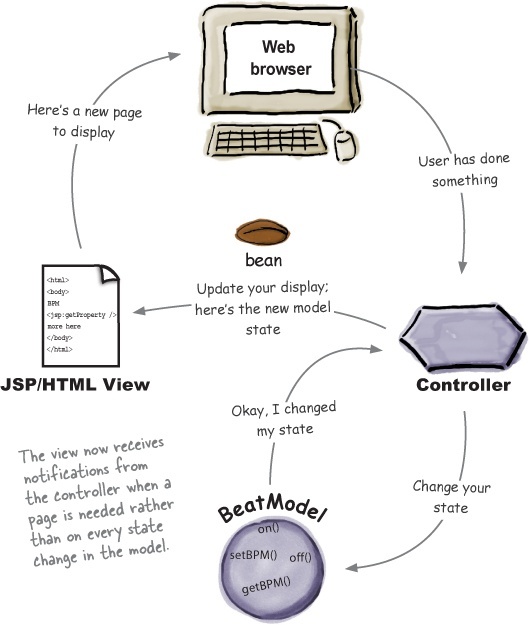 Web
browser
Here's a new page
to display
User has done
something
bean
Update your display;
here's the new model
state
<html>
<body>
BPM
<jsp:getProperty />
more here
</body>
</html>
JSP/HTML View
Controller
Okay, I changed
my state
Change your
state
The view now receives
notifications from
the controller when a
page is needed rather
than on every state
change in the model.
BeatModel
on()
setBPM()
off()
getBPM()